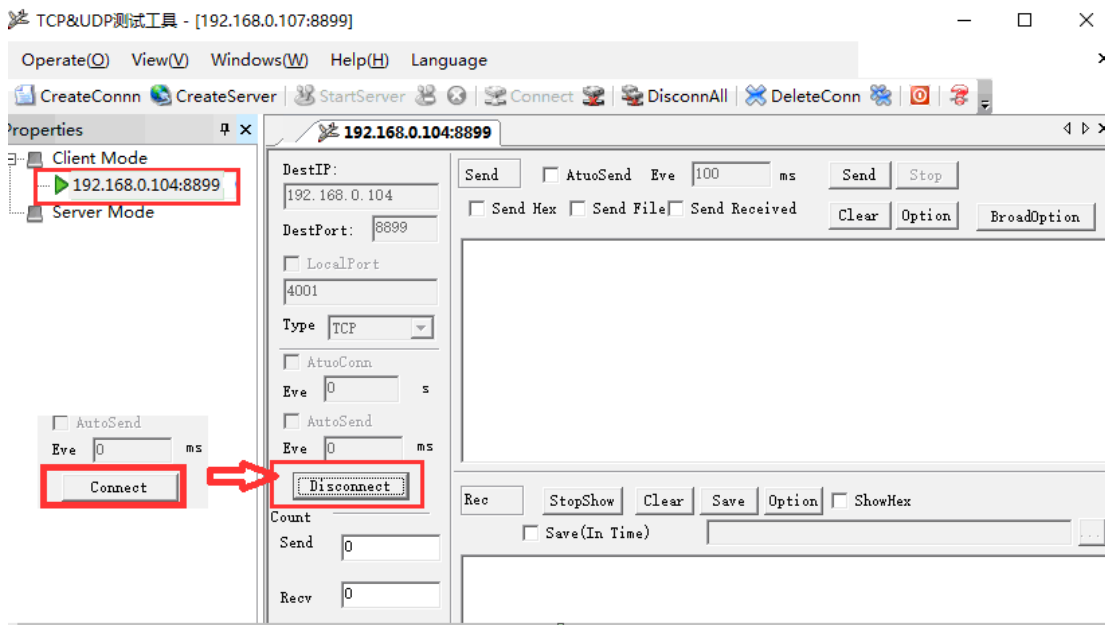 TCP&UDP测试工具 - [192.168.0.107:8899]
Operate(O) View(V) Windows(W) Help(H) Language
CreateConnn CreateServer StartServer Connect DisconnAll DeleteConn
Properties
192.168.0.104:8899
Client Mode
192.168.0.104:8899
Server Mode
DestIP:
192.168.0.104
DestPort: 8899
LocalPort
4001
Type TCP
AtuoConn
Eve 0 s
AutoSend
Eve 0 ms
Disconnect
Count
Send 0
Recv 0
AutoSend
Eve 0 ms
Connect
Send AtuoSend Eve 100 ms Send Stop
Send Hex Send File Send Received Clear Option BroadOption
Rec StopShow Clear Save Option ShowHex
Save(In Time) ...